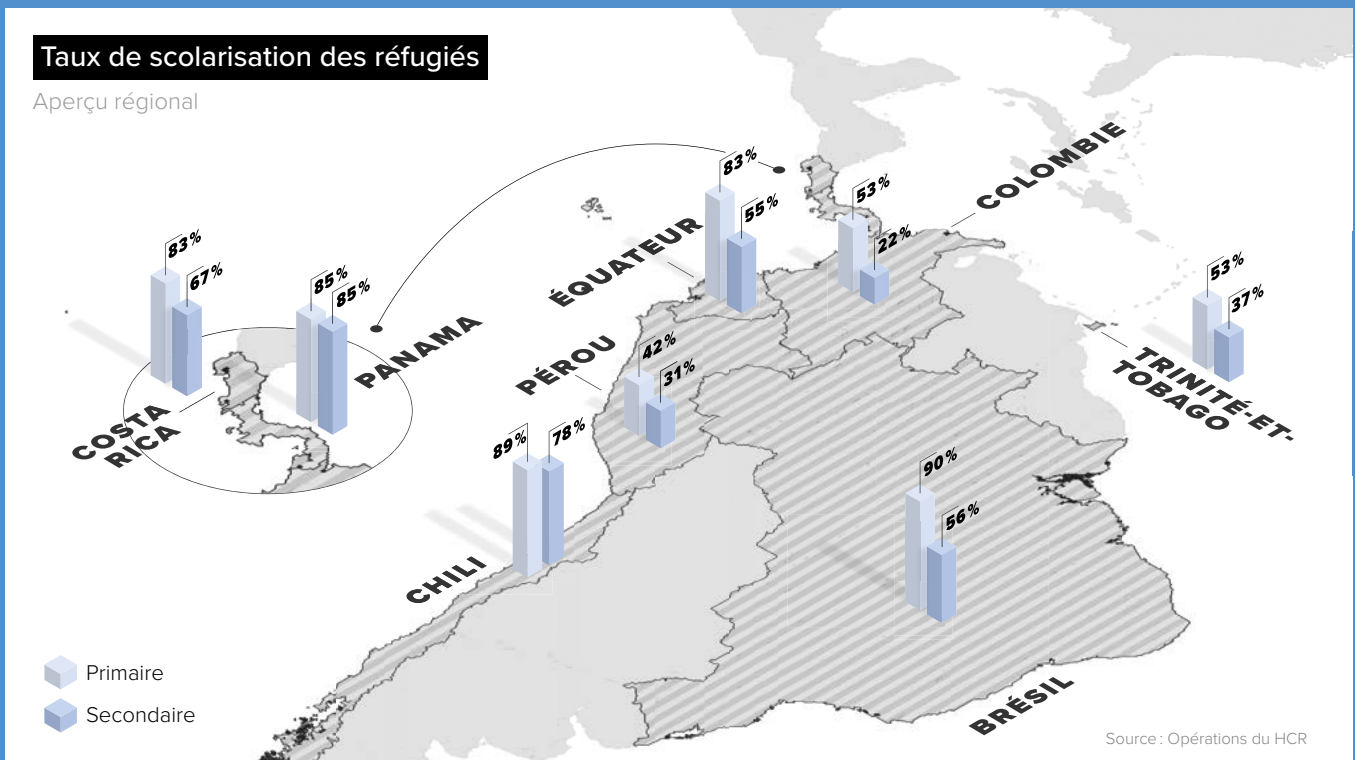 Taux de scolarisation des réfugiés
Aperçu régional
COLOMBIE
83%
55%
53%
22%
ÉQUATEUR
83%
67%
85%
85%
PANAMA
COSTA
RICA
PÉROU
42%
31%
53%
37%
TRINITÉ-ET-
TOBAGO
89%
78%
CHILI
90%
56%
BRÉSIL
Primaire
Secondaire
Source : Opérations du HCR